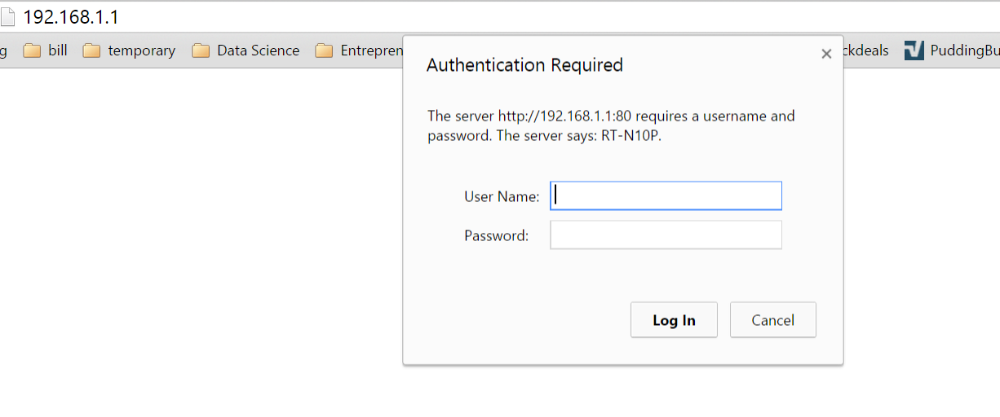 192.168.1.1
g bill temporary Data Science Entrepren ckdeals PuddingBu
Authentication Required
The server http://192.168.1.1:80 requires a username and
password. The server says: RT-N10P.
User Name:
Password:
Log In Cancel